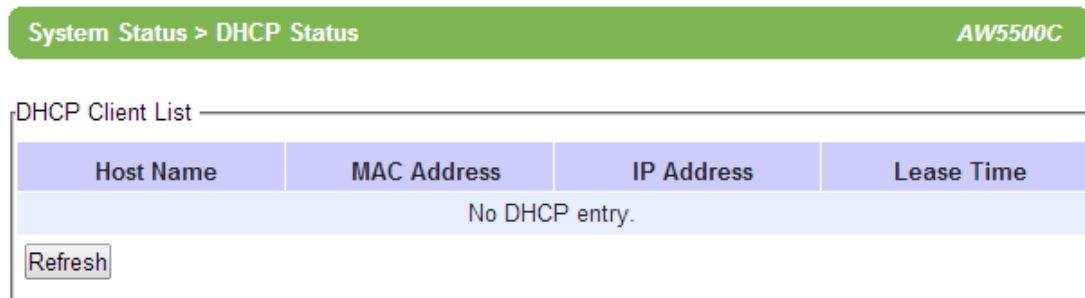 System Status > DHCP Status AW5500C
DHCP Client List
Host Name MAC Address IP Address Lease Time
No DHCP entry.
Refresh